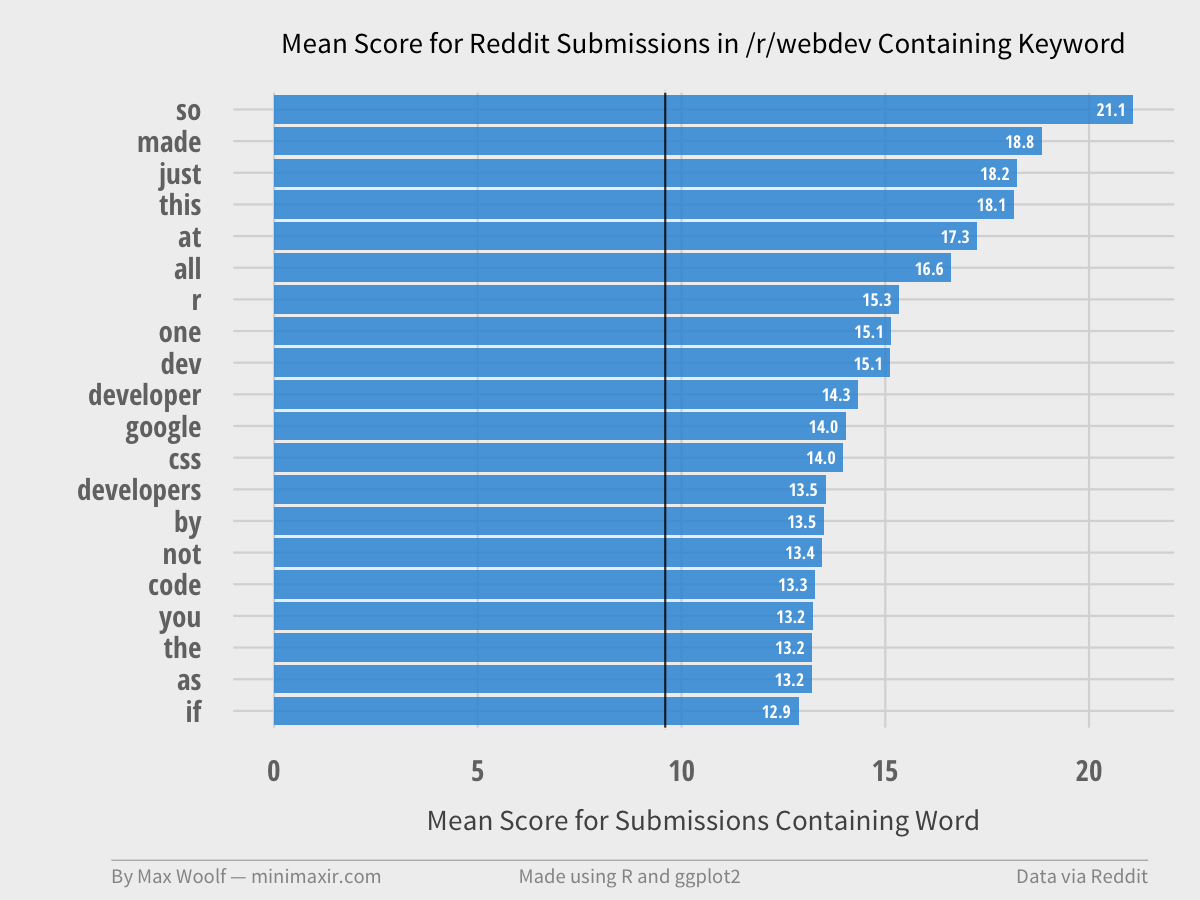 Mean Score for Reddit Submissions in /r/webdev Containing Keyword
so 21.1
made 18.8
just 18.2
this 18.1
at 17.3
all 16.6
r 15.3
one 15.1
dev 15.1
developer 14.3
google 14.0
css 14.0
developers 13.5
by 13.5
not 13.4
code 13.3
you 13.2
the 13.2
as 13.2
if 12.9
0 5 10 15 20
Mean Score for Submissions Containing Word
By Max Woolf — minimaxir.com Made using R and ggplot2 Data via Reddit